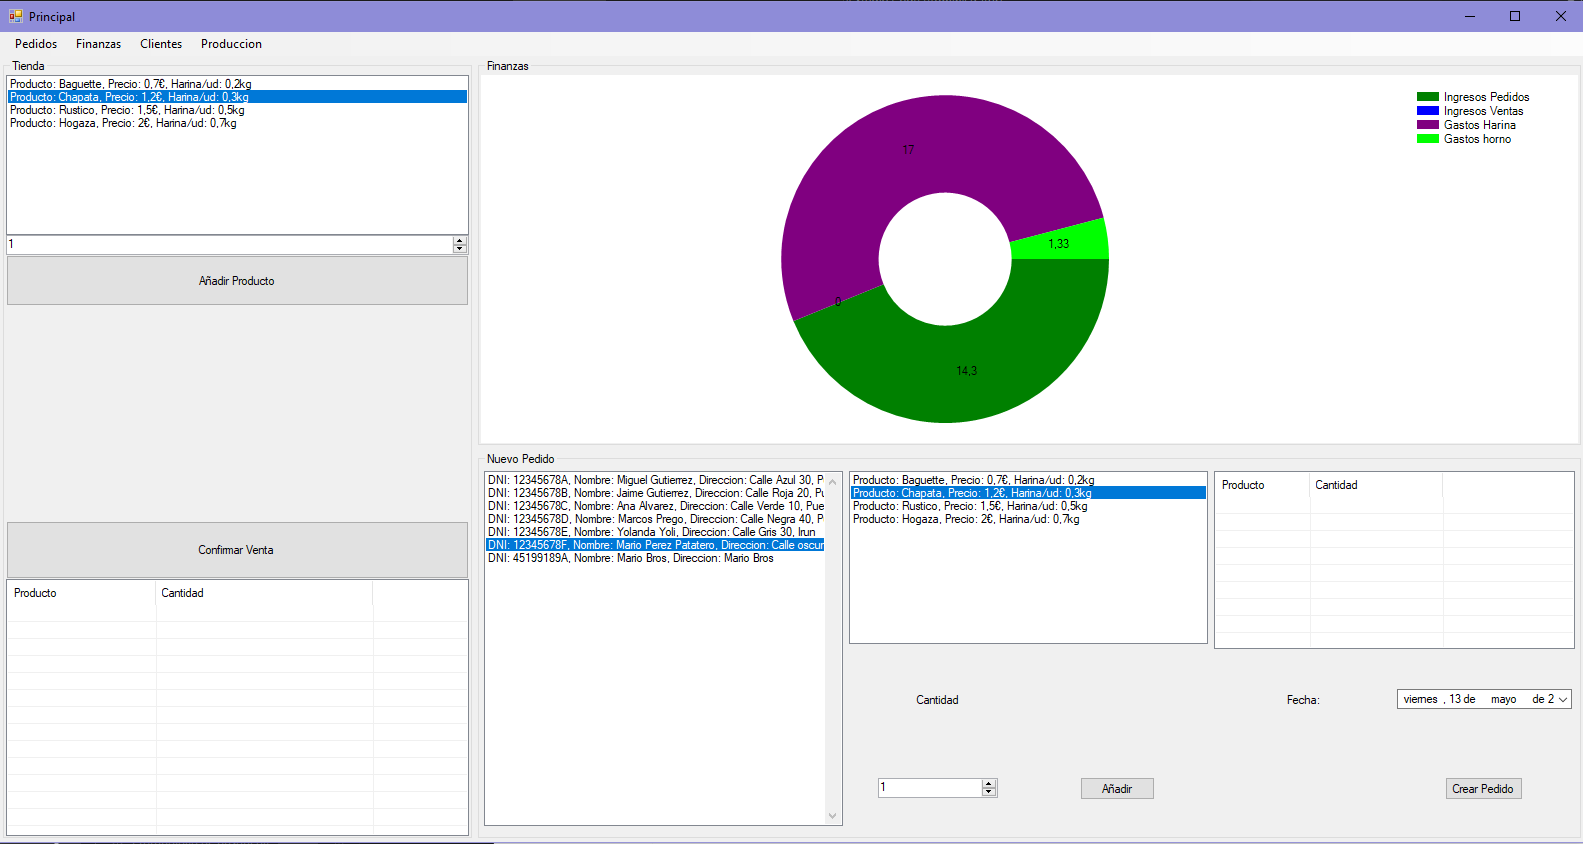 Principal
Pedidos Finanzas Clientes Produccion
Tienda
Producto: Baguette, Precio: 0,7€, Harina/ud: 0,2kg
Producto: Chapata, Precio: 1,2€, Harina/ud: 0,3kg
Producto: Rustico, Precio: 1,5€, Harina/ud: 0,5kg
Producto: Hogaza, Precio: 2€, Harina/ud: 0,7kg
1
Añadir Producto
Confirmar Venta
Producto Cantidad
Finanzas
Ingresos Pedidos
Ingresos Ventas
Gastos Harina
Gastos horno
17
1,33
0
14,3
Nuevo Pedido
DNI: 12345678A, Nombre: Miguel Gutierrez, Direccion: Calle Azul 30, P
DNI: 12345678B, Nombre: Jaime Gutierrez, Direccion: Calle Roja 20, Pu
DNI: 12345678C, Nombre: Ana Alvarez, Direccion: Calle Verde 10, Pue
DNI: 12345678D, Nombre: Marcos Prego, Direccion: Calle Negra 40, P
DNI: 12345678E, Nombre: Yolanda Yoli, Direccion: Calle Gris 30, Irun
DNI: 12345678F, Nombre: Mario Perez Patatero, Direccion: Calle oscur
DNI: 45199189A, Nombre: Mario Bros, Direccion: Mario Bros
Producto: Baguette, Precio: 0,7€, Harina/ud: 0,2kg
Producto: Chapata, Precio: 1,2€, Harina/ud: 0,3kg
Producto: Rustico, Precio: 1,5€, Harina/ud: 0,5kg
Producto: Hogaza, Precio: 2€, Harina/ud: 0,7kg
Producto Cantidad
Cantidad
Fecha:
viernes , 13 de mayo de 2
1
Añadir
Crear Pedido